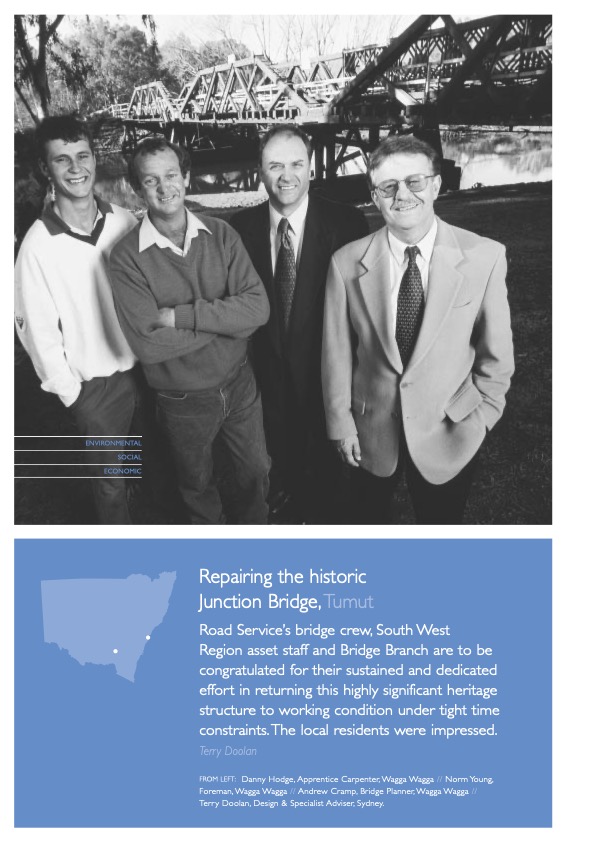 ENVIRONMENTAL
SOCIAL
ECONOMIC
Repairing the historic
Junction Bridge, Tumut
Road Service's bridge crew, South West
Region asset staff and Bridge Branch are to be
congratulated for their sustained and dedicated
effort in returning this highly significant heritage
structure to working condition under tight time
constraints. The local residents were impressed.
Terry Doolan
FROM LEFT: Danny Hodge, Apprentice Carpenter, Wagga Wagga // Norm Young,
Foreman, Wagga Wagga // Andrew Cramp, Bridge Planner, Wagga Wagga //
Terry Doolan, Design & Specialist Adviser, Sydney.